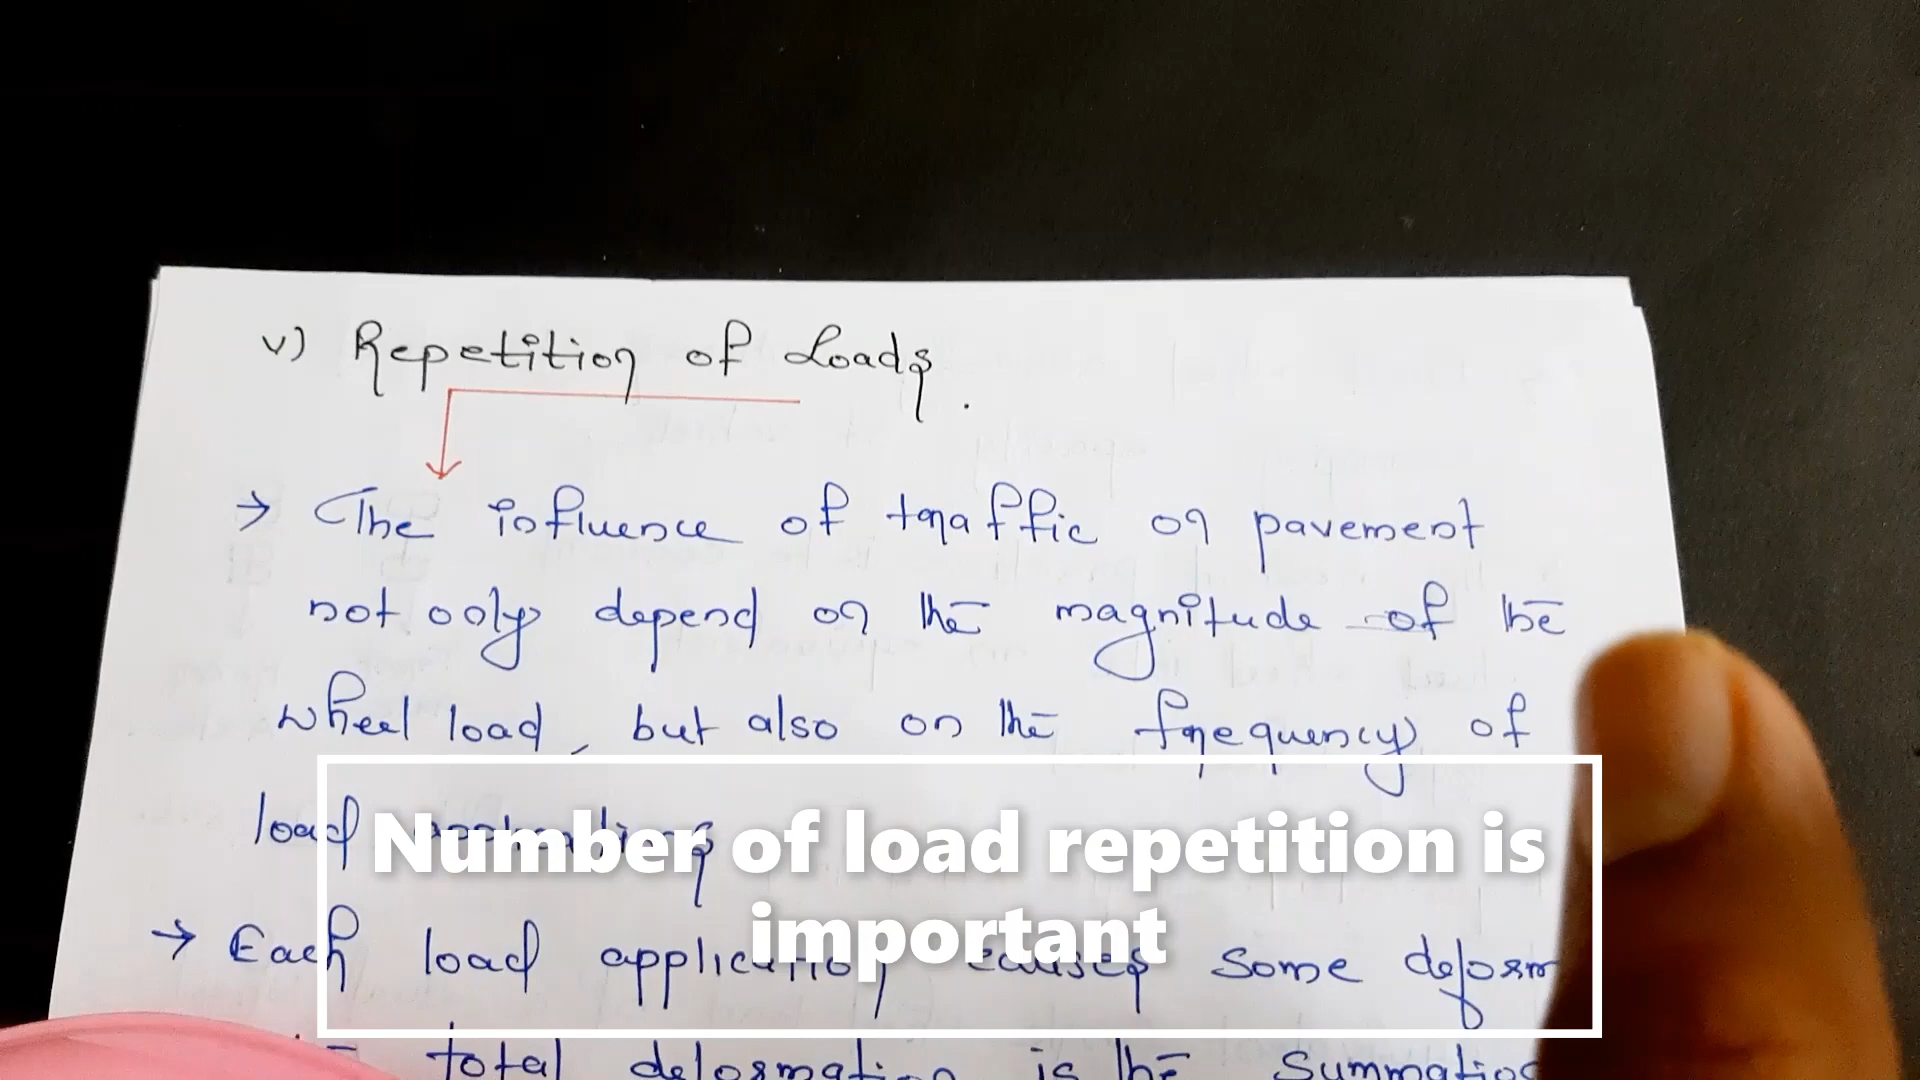 v) Repetition of Loads.
→ The influence of traffic on pavement
not only depend on the magnitude of the
wheel load, but also on the frequency of
load
Number of load repetition is
important
→ Each load application causes some deform
total deformation is the summation